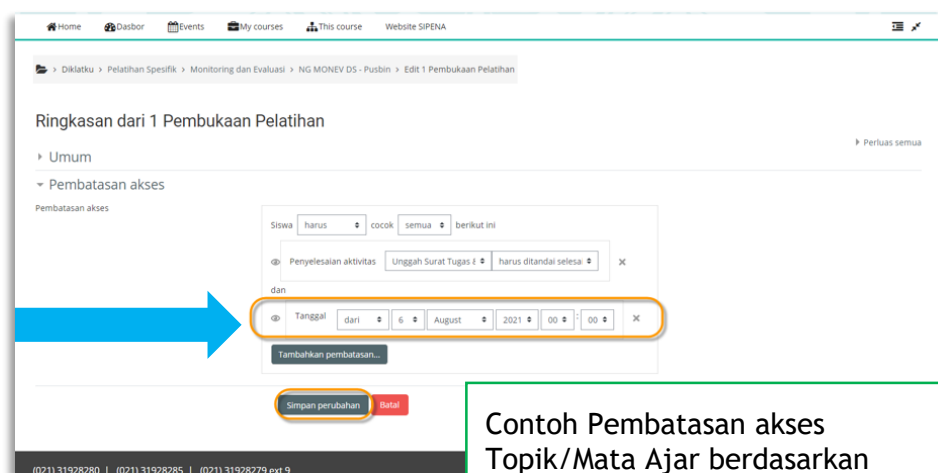 Home Dasbor Events My courses This course Website SIPENA
> Diklatku > Pelatihan Spesifik > Monitoring dan Evaluasi > NG MONEV DS - Pusbin > Edit 1 Pembukaan Pelatihan
Ringkasan dari 1 Pembukaan Pelatihan
Perluas semua
Umum
Pembatasan akses
Pembatasan akses
Siswa harus cocok semua berikut ini
Penyelesaian aktivitas Unggah Surat Tugas harus ditandai selesai
dan
Tanggal dari 6 August 2021 00 : 00
Tambahkan pembatasan...
Simpan perubahan Batal
Contoh Pembatasan akses
Topik/Mata Ajar berdasarkan
(021) 31928280 | (021) 31928285 | (021) 31928279 ext 9